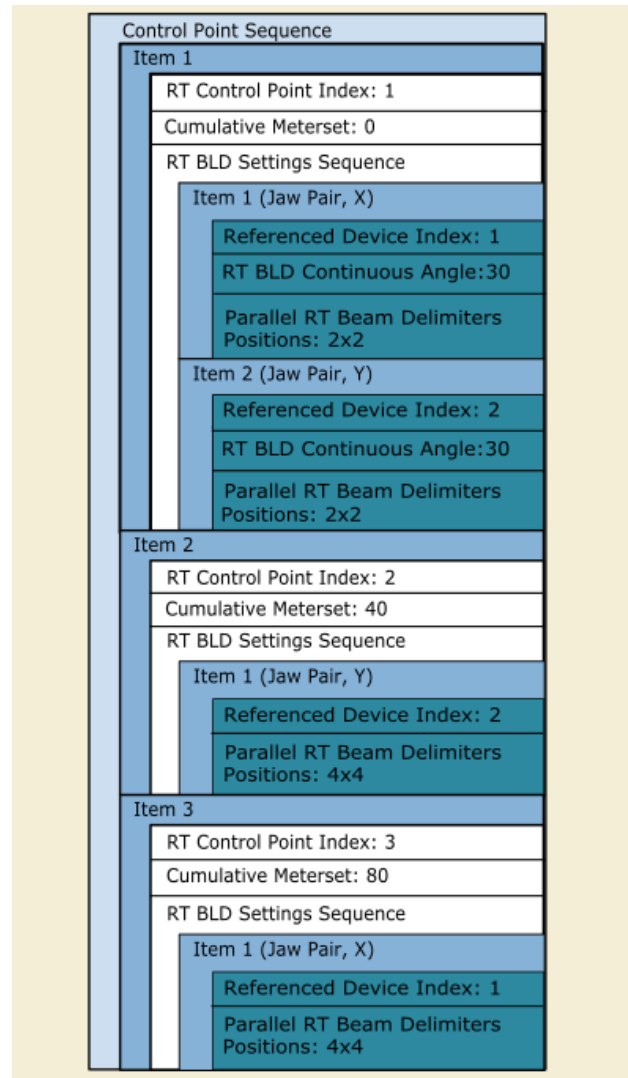 Control Point Sequence
Item 1
RT Control Point Index: 1
Cumulative Meterset: 0
RT BLD Settings Sequence
Item 1 (Jaw Pair, X)
Referenced Device Index: 1
RT BLD Continuous Angle:30
Parallel RT Beam Delimiters
Positions: 2x2
Item 2 (Jaw Pair, Y)
Referenced Device Index: 2
RT BLD Continuous Angle:30
Parallel RT Beam Delimiters
Positions: 2x2
Item 2
RT Control Point Index: 2
Cumulative Meterset: 40
RT BLD Settings Sequence
Item 1 (Jaw Pair, Y)
Referenced Device Index: 2
Parallel RT Beam Delimiters
Positions: 4x4
Item 3
RT Control Point Index: 3
Cumulative Meterset: 80
RT BLD Settings Sequence
Item 1 (Jaw Pair, X)
Referenced Device Index: 1
Parallel RT Beam Delimiters
Positions: 4x4